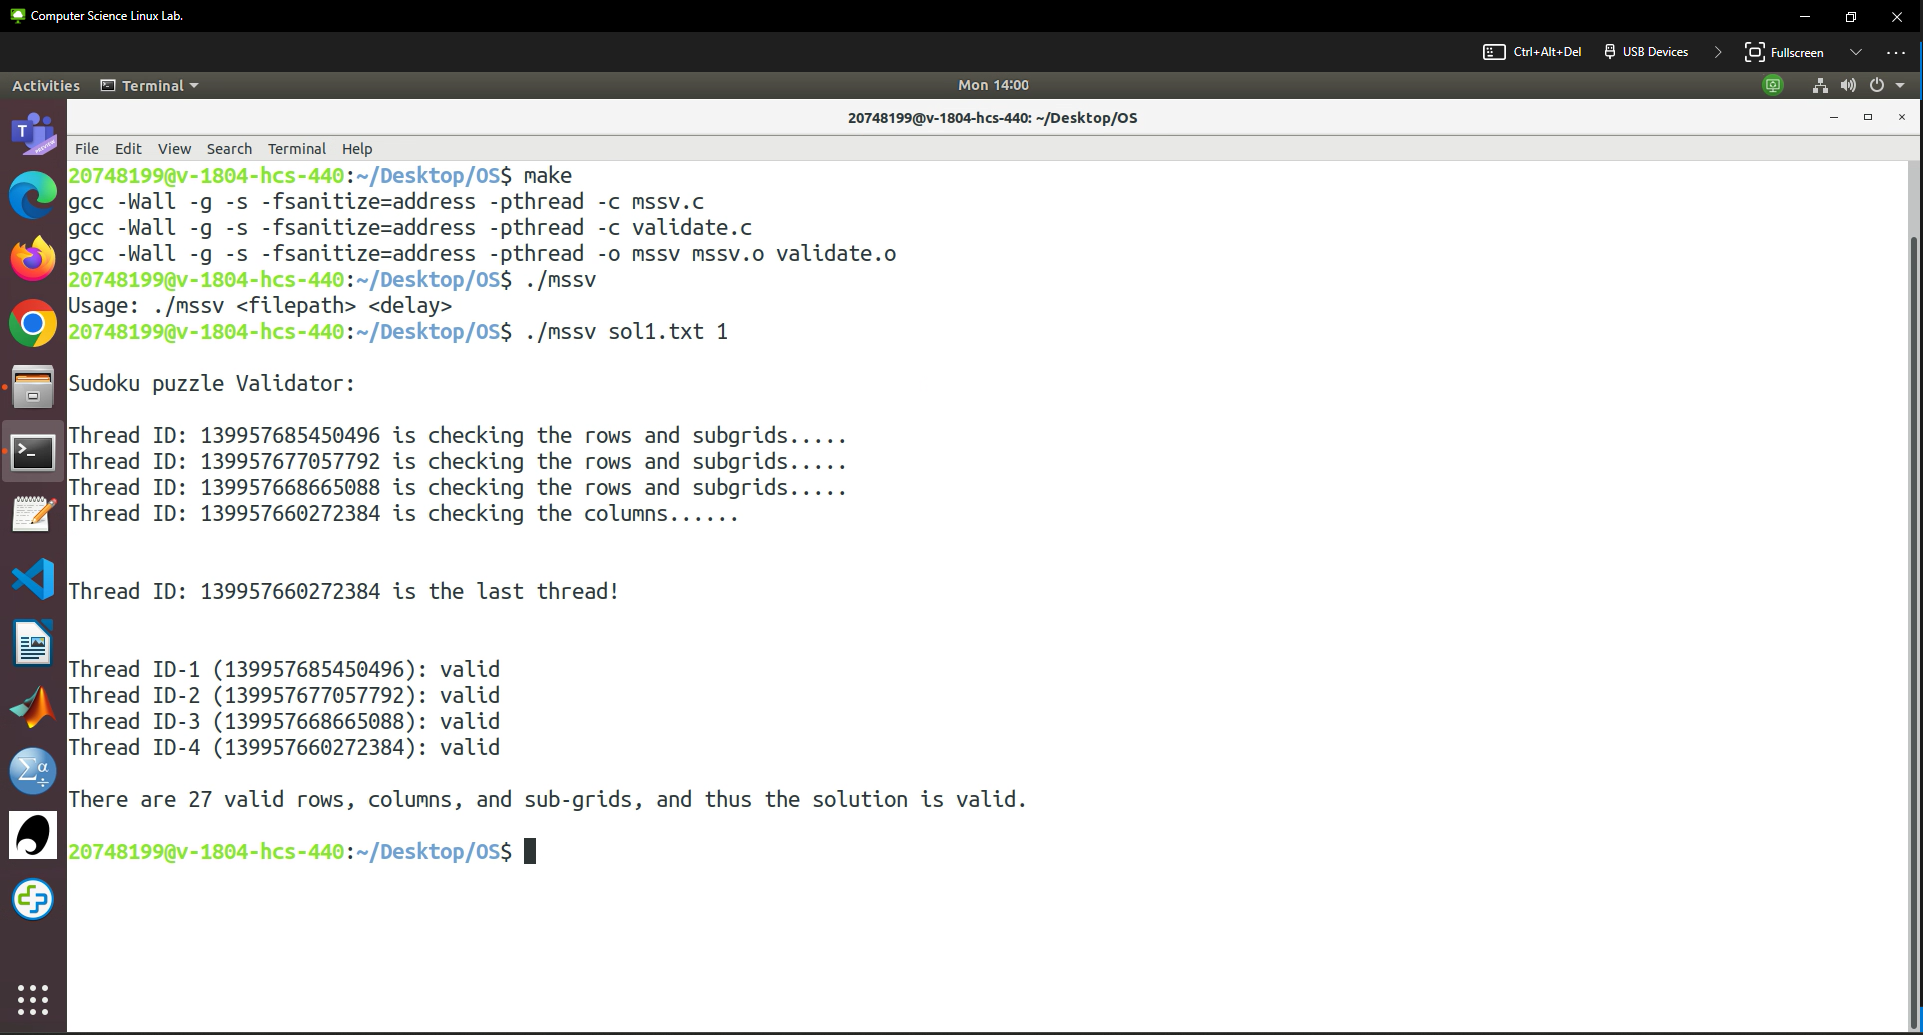 Computer Science Linux Lab.
Ctrl+Alt+Del USB Devices Fullscreen
Activities Terminal Mon 14:00
20748199@v-1804-hcs-440: ~/Desktop/OS
File Edit View Search Terminal Help
20748199@v-1804-hcs-440:~/Desktop/OS$ make
gcc -Wall -g -s -fsanitize=address -pthread -c mssv.c
gcc -Wall -g -s -fsanitize=address -pthread -c validate.c
gcc -Wall -g -s -fsanitize=address -pthread -o mssv mssv.o validate.o
20748199@v-1804-hcs-440:~/Desktop/OS$ ./mssv
Usage: ./mssv <filepath> <delay>
20748199@v-1804-hcs-440:~/Desktop/OS$ ./mssv sol1.txt 1
Sudoku puzzle Validator:
Thread ID: 139957685450496 is checking the rows and subgrids.....
Thread ID: 139957677057792 is checking the rows and subgrids.....
Thread ID: 139957668665088 is checking the rows and subgrids.....
Thread ID: 139957660272384 is checking the columns......
Thread ID: 139957660272384 is the last thread!
Thread ID-1 (139957685450496): valid
Thread ID-2 (139957677057792): valid
Thread ID-3 (139957668665088): valid
Thread ID-4 (139957660272384): valid
There are 27 valid rows, columns, and sub-grids, and thus the solution is valid.
20748199@v-1804-hcs-440:~/Desktop/OS$